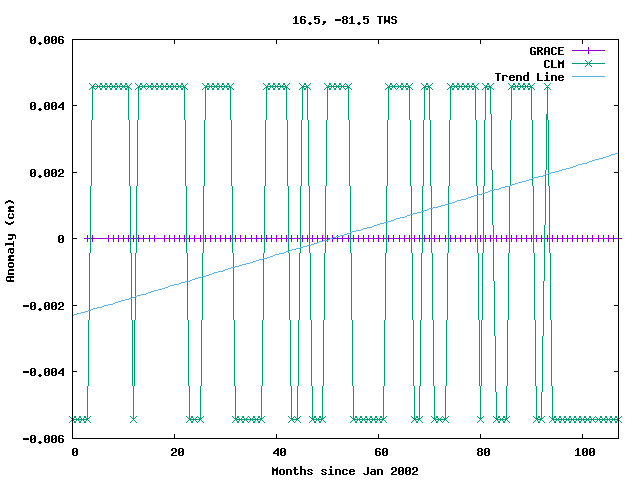 16.5, -81.5 TWS
GRACE
CLM
Trend Line
0.006
0.004
0.002
0
-0.002
-0.004
-0.006
Anomaly (cm)
0 20 40 60 80 100
Months since Jan 2002